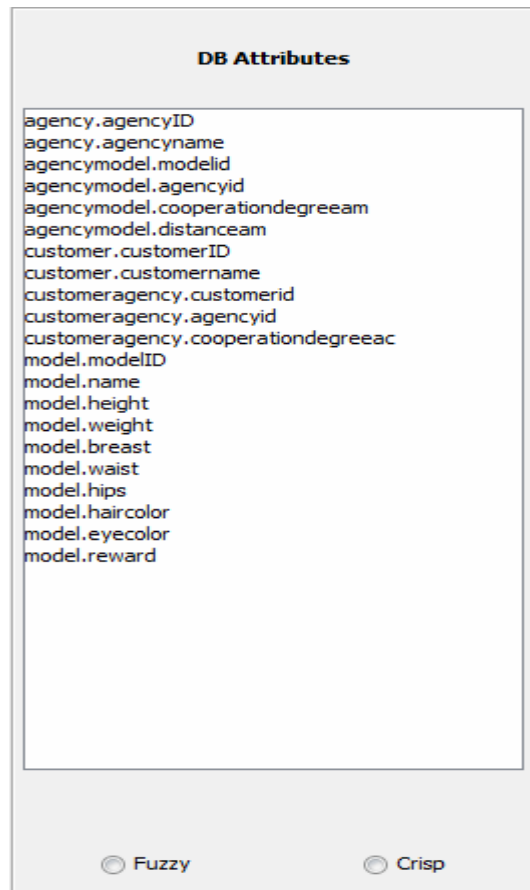 DB Attributes
agency.agencyID
agency.agencyname
agencymodel.modelid
agencymodel.agencyid
agencymodel.cooperationdegreeam
agencymodel.distanceam
customer.customerID
customer.customername
customeragency.customerid
customeragency.agencyid
customeragency.cooperationdegreeac
model.modelID
model.name
model.height
model.weight
model.breast
model.waist
model.hips
model.haircolor
model.eyecolor
model.reward
Fuzzy Crisp